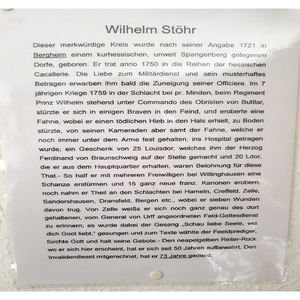 Wilhelm Stöhr
Dieser merkwürdige Kreis wurde nach seiner Angabe 1721 in
Bergheim einem kurhessischen, unweit Spangenberg gelegenen
Dorfe, geboren. Er trat anno 1750 in die Reihen der hessischen
Cacallerie. Die Liebe zum Militärdienst und sein musterhaftes
Betragen erwarben ihm bald die Zuneigung seiner Officiere. Im 7
jährigen Kriege 1759 in der Schlacht bei pr. Minden, beim Regiment
Prinz Wilhelm stehend unter Commando des Obristen von Buttlar,
stürzte er sich in einigen Braven in den Feind, und eroberte eine
Fahne, wobei er einen tödlichen Hieb in den Hals erhielt, zu Boden
stürzte, von seinen Kameraden aber samt der Fahne, welche er
noch immer unter dem Arme fest gehalten, ins Hospital getragen
wurde; ein Geschenk von 25 Louisdor, welches ihm der Herzog
Ferdinand von Braunschweig auf der Stelle gemacht und 20 Ldor,
die er aus dem Hauptquartier erhalten, waren Belohnung für diese
That.- So half er mit mehreren Freiwilligen bei Willinghausen eine
Schanze erstürmen und 15 ganz neue franz. Kanonen erobern,
noch nahm er Theil an den Schlachten bei Hameln, Creifeld, Zelle,
Sandershausen, Dransfeld, Bergen etc., wobei er sieben Wunden
davon trug. Von Zelle weiß er sich noch ganz genau des dort
gehaltenen, vom General von Urff angeordneten Feld-Gottesdienst
zu erinnern, es wurde dabei der Gesang „Schau liebe Seele, wie
dich Gott liebt," gesungen und zum Texte wählte der Feldprediger,
fürchte Gott und halt seine Gebote.- Den neapelgelben Reiter-Rock
wo er sich hier erscheint, hat er sich seit 50 Jahren aufbewahrt. Den
Invalidendienst mitgerechnet, hat er 73 Jahre gedient.